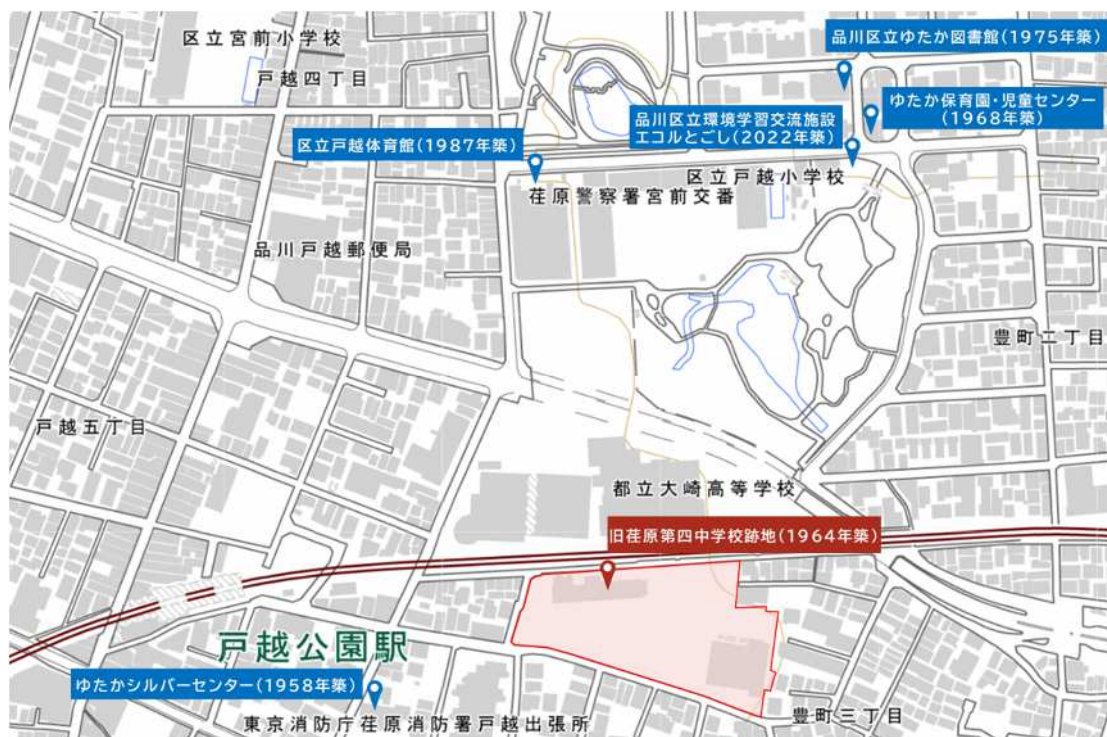 区立宮前小学校
戸越四丁目
品川区立ゆたか図書館(1975年築)
ゆたか保育園・児童センター
(1968年築)
品川区立環境学習交流施設
エコルとごし(2022年築)
区立戸越体育館(1987年築)
区立戸越小学校
荏原警察署宮前交番
品川戸越郵便局
豊町二丁目
戸越五丁目
都立大崎高等学校
旧荏原第四中学校跡地(1964年築)
戸越公園駅
ゆたかシルバーセンター(1958年築)
東京消防庁荏原消防署戸越出張所
豊町三丁目